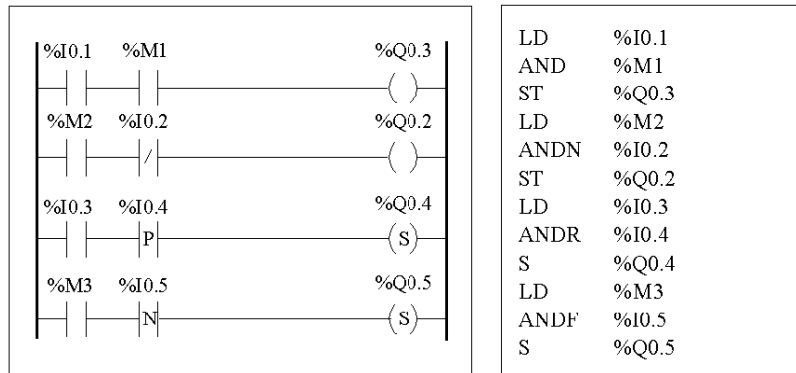 %I0.1 %M1 %Q0.3
%M2 %I0.2 %Q0.2
/
%I0.3 %I0.4 %Q0.4
P S
%M3 %I0.5 %Q0.5
N S
LD %I0.1
AND %M1
ST %Q0.3
LD %M2
ANDN %I0.2
ST %Q0.2
LD %I0.3
ANDR %I0.4
S %Q0.4
LD %M3
ANDF %I0.5
S %Q0.5